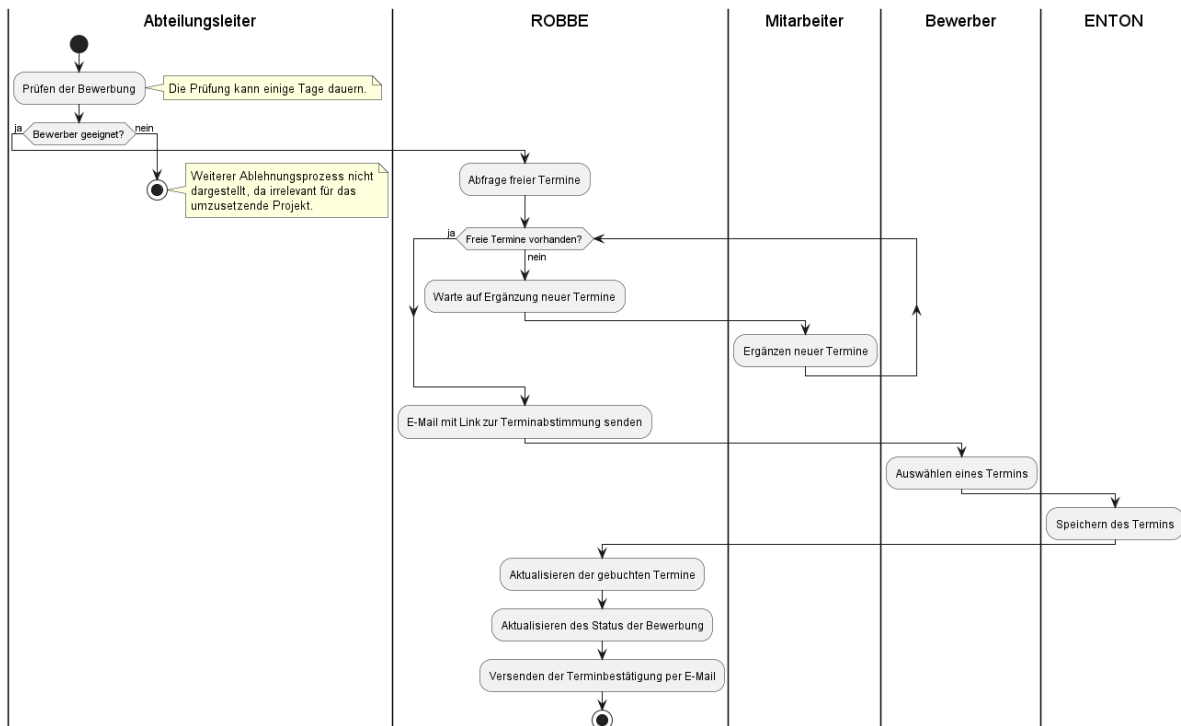 Abteilungsleiter
ROBBE
Mitarbeiter
Bewerber
ENTON
Prüfen der Bewerbung
Die Prüfung kann einige Tage dauern.
ja
Bewerber geeignet?
nein
Weiterer Ablehnungsprozess nicht
dargestellt, da irrelevant für das
umzusetzende Projekt.
Abfrage freier Termine
ja
Freie Termine vorhanden?
nein
Warte auf Ergänzung neuer Termine
Ergänzen neuer Termine
E-Mail mit Link zur Terminabstimmung senden
Auswählen eines Termins
Speichern des Termins
Aktualisieren der gebuchten Termine
Aktualisieren des Status der Bewerbung
Versenden der Terminbestätigung per E-Mail